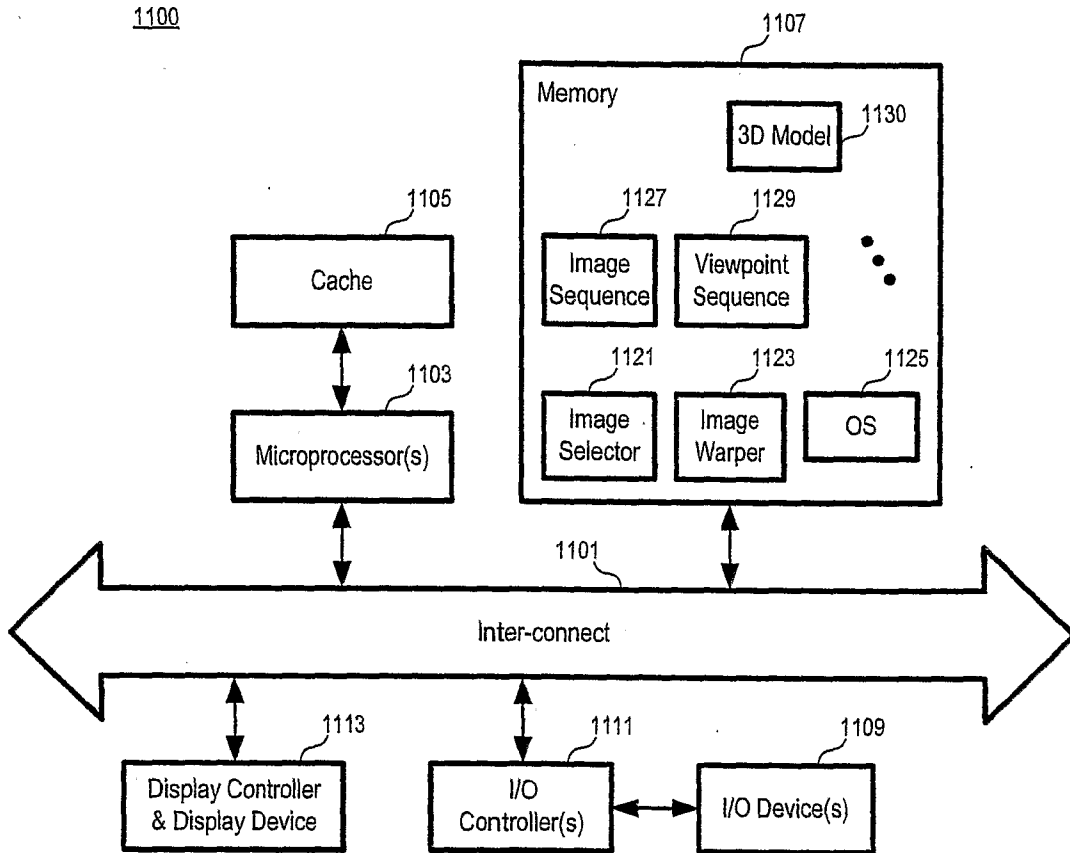 1100
1107
Memory
3D Model
1130
1105
1127
1129
Cache
Image
Sequence
Viewpoint
Sequence
1103
1121
1123
1125
Microprocessor(s)
Image
Selector
Image
Warper
OS
1101
Inter-connect
1113
1111
1109
Display Controller
& Display Device
I/O
Controller(s)
I/O Device(s)